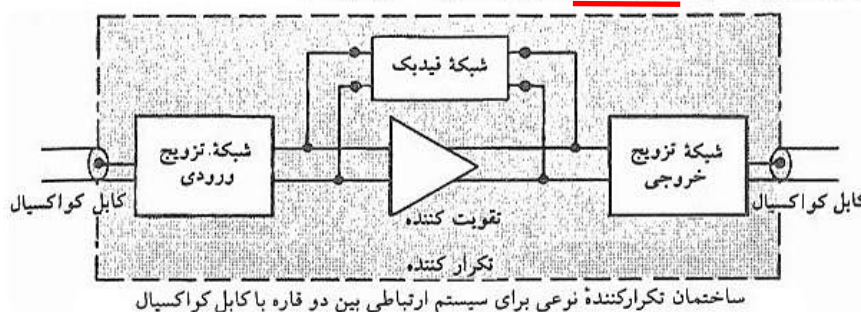 شبکهٔ فیدبک
شبکهٔ تزویج
ورودی
شبکهٔ تزویج
خروجی
کابل کواکسیال
کابل کواکسیال
تقویت کننده
تکرار کننده
ساختمان تکرارکنندهٔ نوعی برای سیستم ارتباطی بین دو قاره با کابل کواکسیال